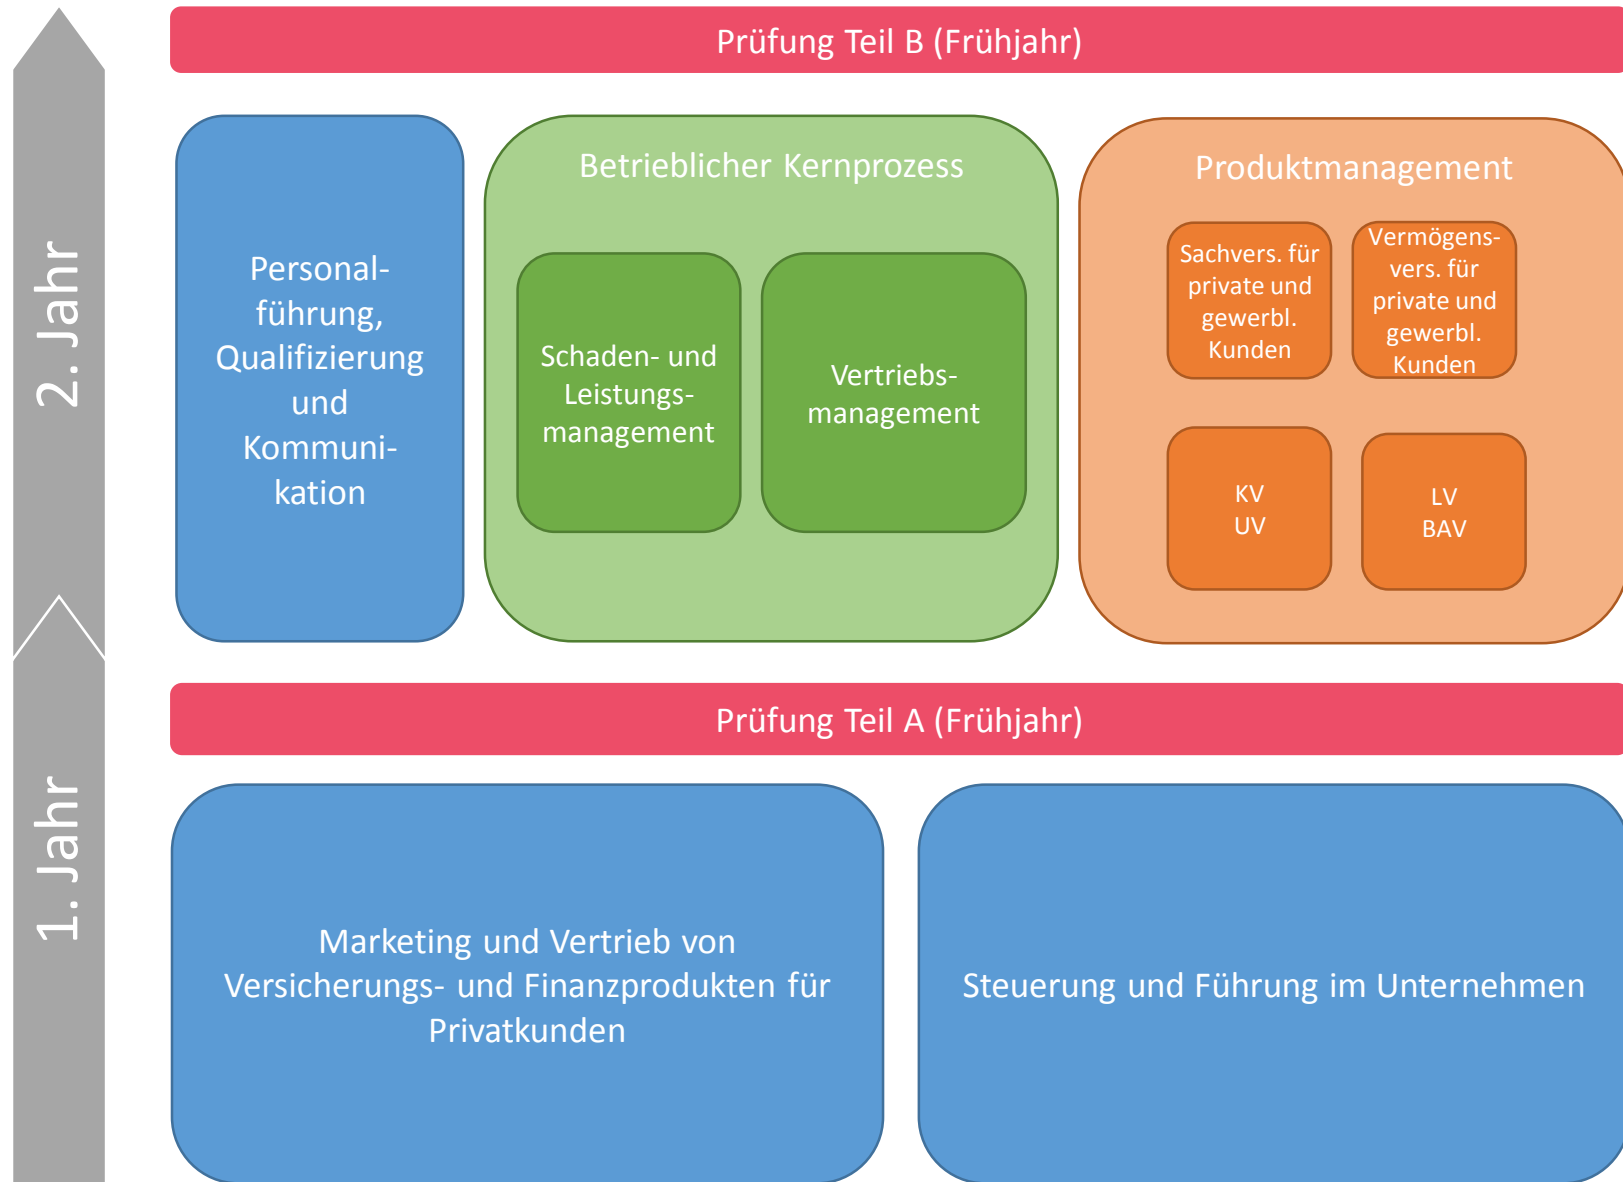 Prüfung Teil B (Frühjahr)
2. Jahr
Personal-
führung,
Qualifizierung
und
Kommuni-
kation
Betrieblicher Kernprozess
Schaden- und
Leistungs-
management
Vertriebs-
management
Produktmanagement
Sachvers. für
private und
gewerbl.
Kunden
Vermögens-
vers. für
private und
gewerbl.
Kunden
KV
UV
LV
BAV
Prüfung Teil A (Frühjahr)
1. Jahr
Marketing und Vertrieb von
Versicherungs- und Finanzprodukten für
Privatkunden
Steuerung und Führung im Unternehmen